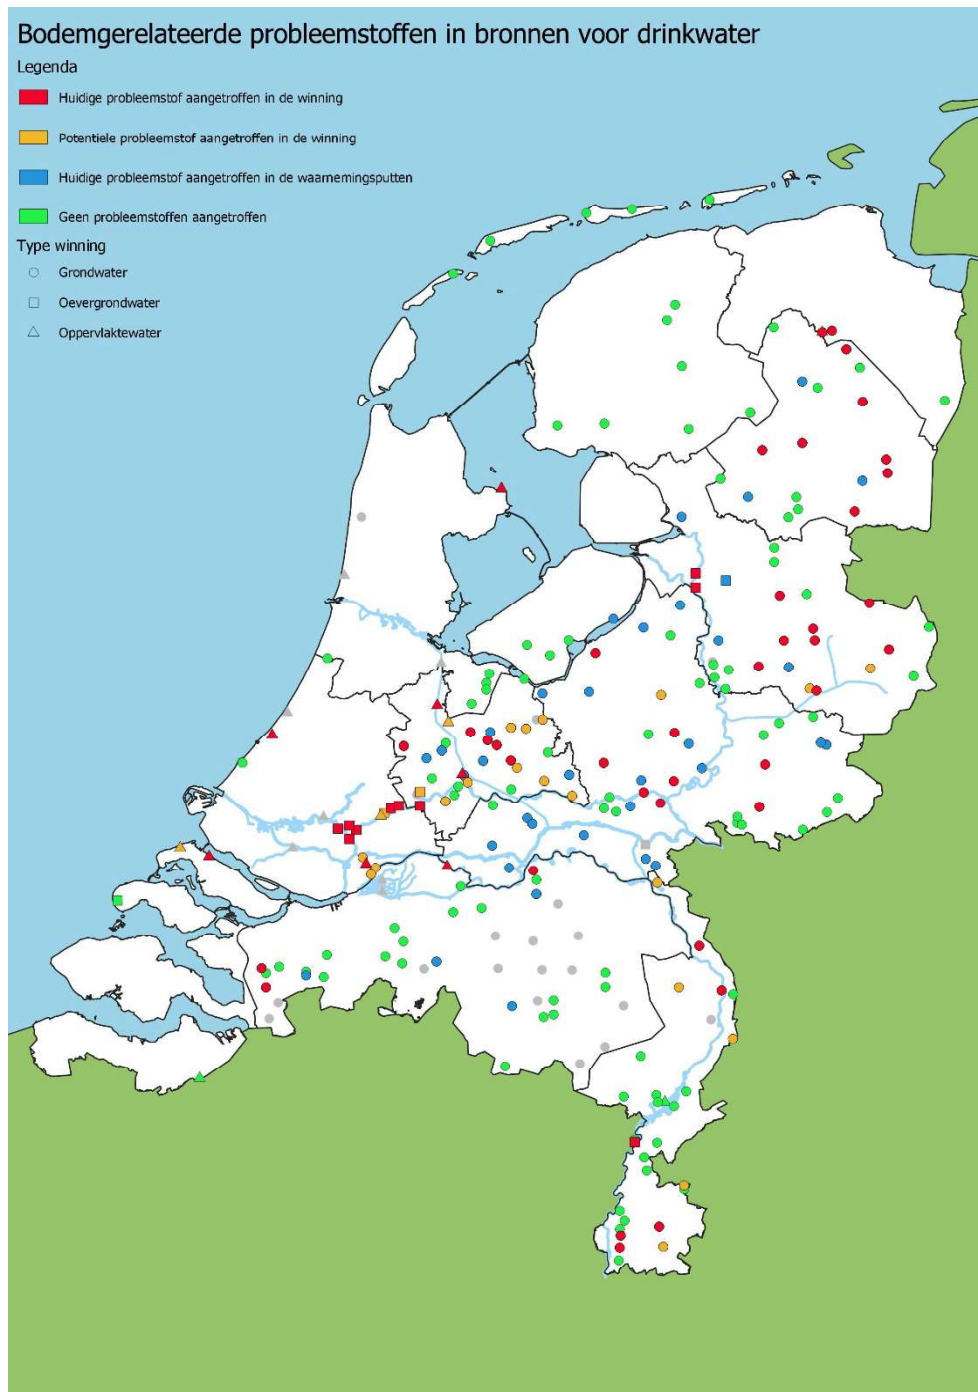 Bodemgerelateerde probleemstoffen in bronnen voor drinkwater
Legenda
Huidige probleemstof aangetroffen in de winning
Potentiele probleemstof aangetroffen in de winning
Huidige probleemstof aangetroffen in de waarnemingsputten
Geen probleemstoffen aangetroffen
Type winning
Grondwater
Oevergrondwater
Oppervlaktewater